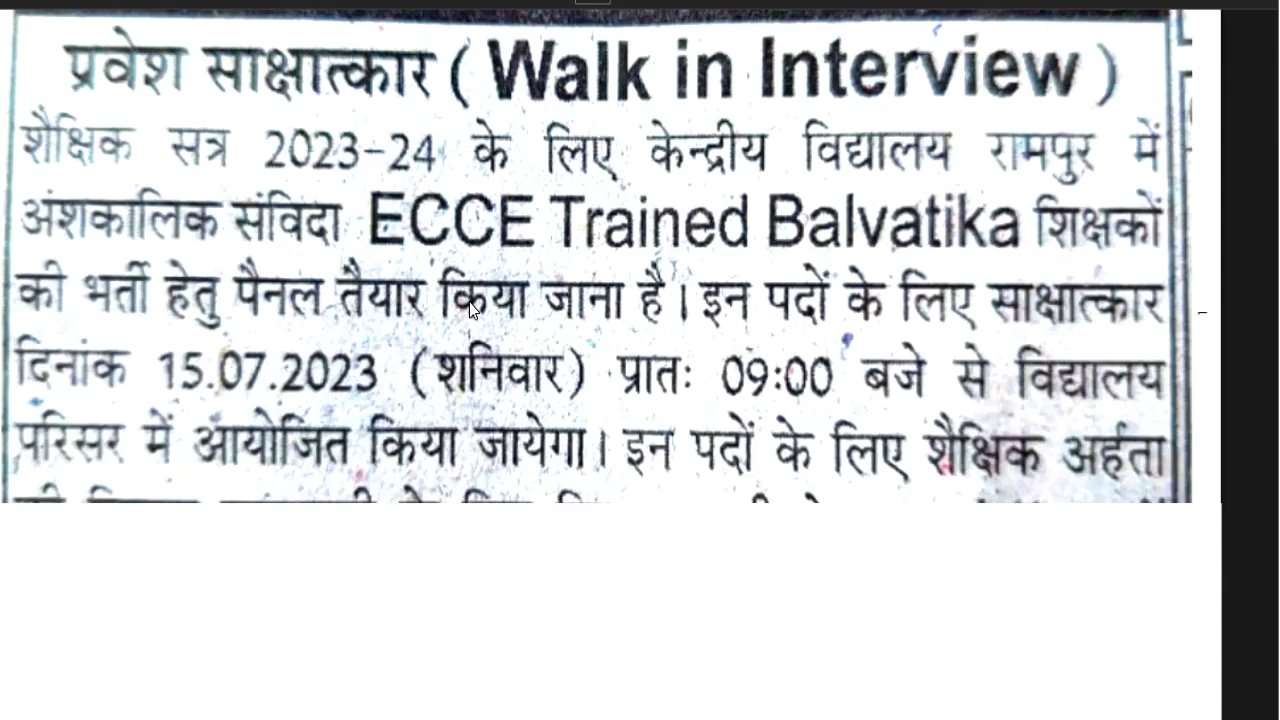 प्रवेश साक्षात्कार ( Walk in Interview )
शैक्षिक सत्र 2023-24 के लिए केन्द्रीय विद्यालय रामपुर में
अंशकालिक संविदा ECCE Trained Balvatika शिक्षकों
की भर्ती हेतु पैनल तैयार किया जाना है। इन पदों के लिए साक्षात्कार
दिनांक 15.07.2023 (शनिवार) प्रातः 09:00 बजे से विद्यालय
परिसर में आयोजित किया जायेगा। इन पदों के लिए शैक्षिक अर्हता